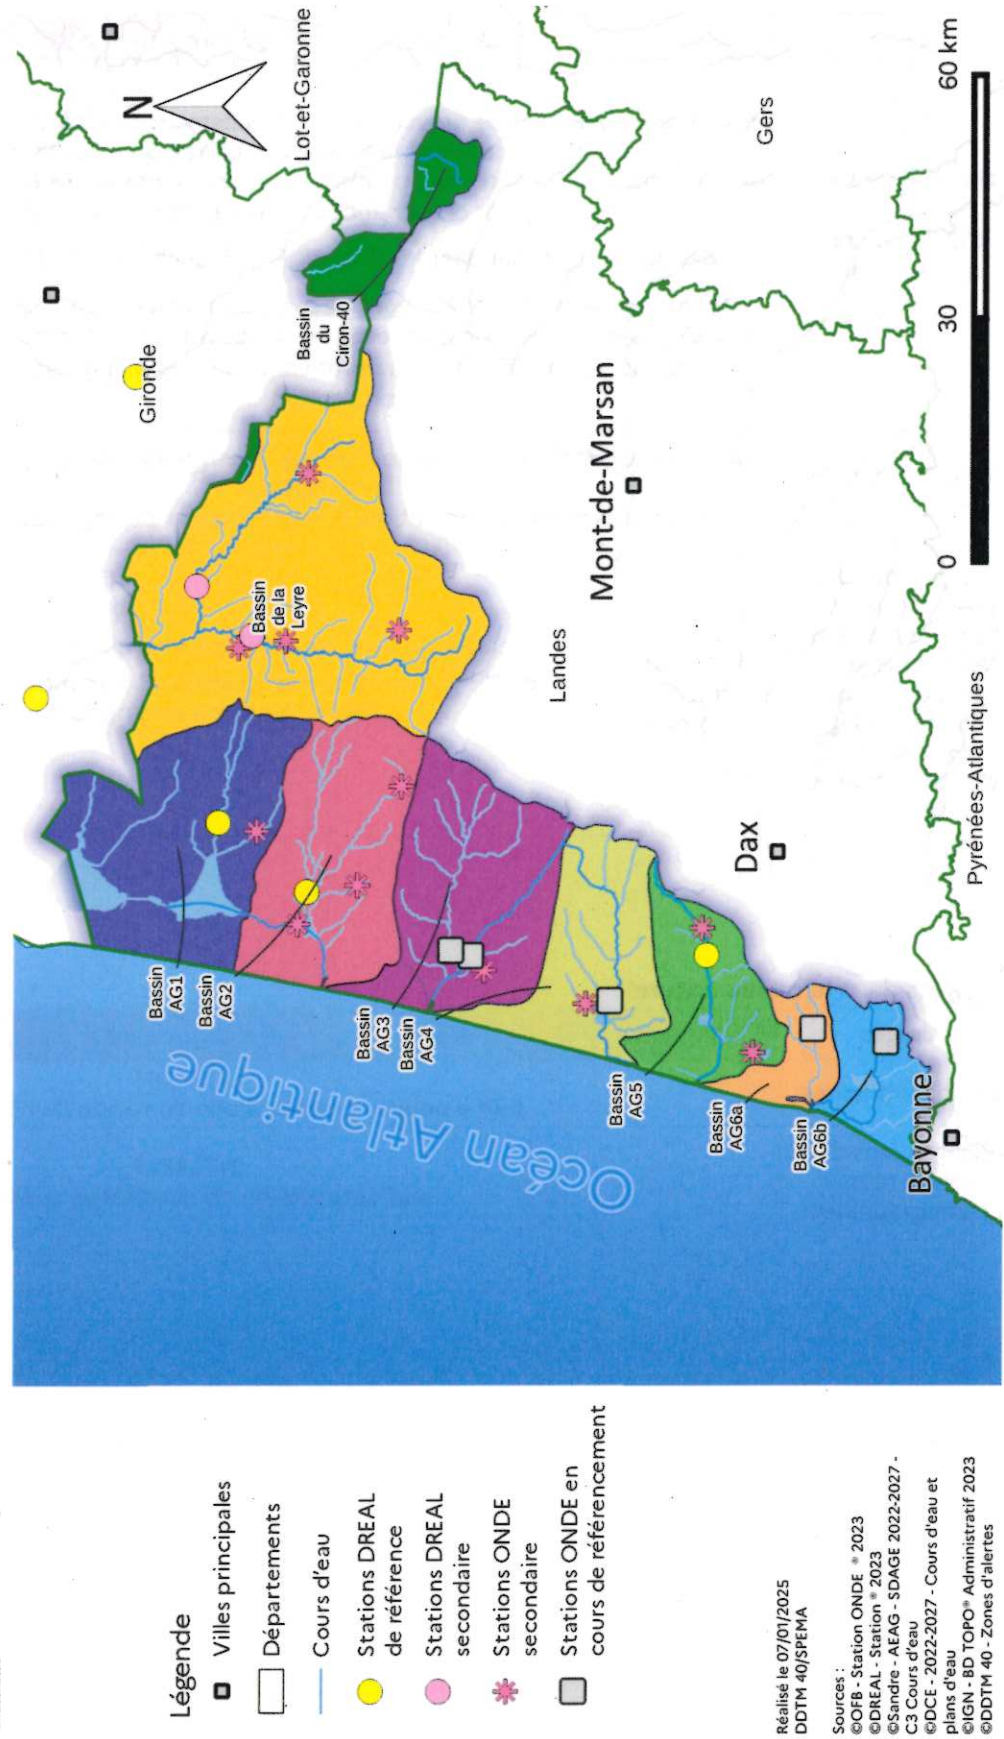 Légende
Villes principales
Départements
Cours d'eau
Stations DREAL
de référence
Stations DREAL
secondaire
Stations ONDE
secondaire
Stations ONDE en
cours de référencement
Réalisé le 07/01/2025
DDTM 40/SPEMA
Sources :
©OFB - Station ONDE ® 2023
©DREAL - Station ® 2023
©Sandre - AEAG - SDAGE 2022-2027 -
C3 Cours d'eau
©DCE - 2022-2027 - Cours d'eau et
plans d'eau
©IGN - BD TOPO® Administratif 2023
©DDTM 40 - Zones d'alertes
Océan Atlantique
Bassin
AG1
Bassin
AG2
Bassin
AG3
Bassin
AG4
Bassin
AG5
Bassin
AG6a
Bassin
AG6b
Bayonne
Dax
Pyrénées-Atlantiques
Landes
Mont-de-Marsan
Bassin
de la
Leyre
Gironde
Bassin
du
Ciron-40
Lot-et-Garonne
Gers
N
0
30
60 km